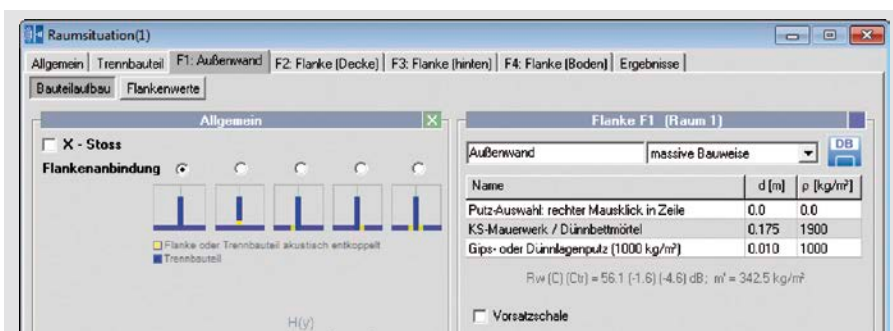 Raumsituation(1)
Allgemein Trennbauteil F1: Außenwand F2: Flanke (Decke) F3: Flanke (hinten) F4: Flanke (Boden) Ergebnisse
Bauteilaufbau Flankenwerte
Allgemein X
X - Stoss
Flankenanbindung
Flanke oder Trennbauteil akustisch entkoppelt
Trennbauteil
H(y)
Flanke F1 (Raum 1)
Außenwand massive Bauweise DB
Name d [m] ρ [kg/m³]
Putz-Auswahl: rechter Mausklick in Zeile 0.0 0.0
KS-Mauerwerk / Dünnbettmörtel 0.175 1900
Gips- oder Dünnlagenputz (1000 kg/m³) 0.010 1000
Rw (C) (Ctr) = 56.1 (-1.6) (-4.6) dB; m' = 342.5 kg/m²
Vorsatzschale